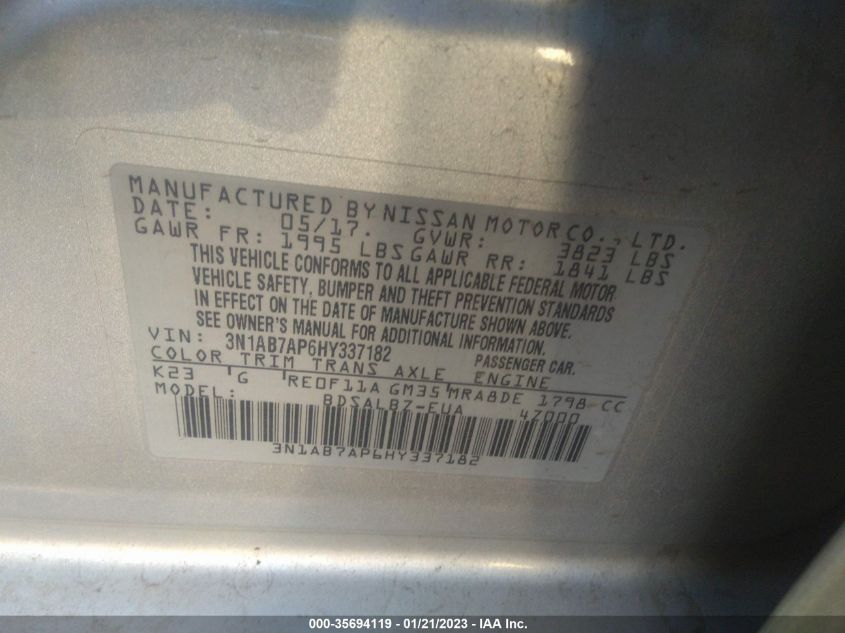 MANUFACTURED BY NISSAN MOTOR CO., LTD.
DATE: 05/17. GVWR: 3823 LBS
GAWR FR: 1995 LBS GAWR RR: 1841 LBS
THIS VEHICLE CONFORMS TO ALL APPLICABLE FEDERAL MOTOR
VEHICLE SAFETY, BUMPER AND THEFT PREVENTION STANDARDS
IN EFFECT ON THE DATE OF MANUFACTURE SHOWN ABOVE.
SEE OWNER'S MANUAL FOR ADDITIONAL INFORMATION.
VIN: 3N1AB7AP6HY337182 PASSENGER CAR.
COLOR TRIM TRANS AXLE ENGINE
K23 G RE0F11A GM35 MRA8DE 1798 CC
MODEL: BDSALBZ-EUA 47000
3N1AB7AP6HY337182
000-35694119 - 01/21/2023 - IAA Inc.